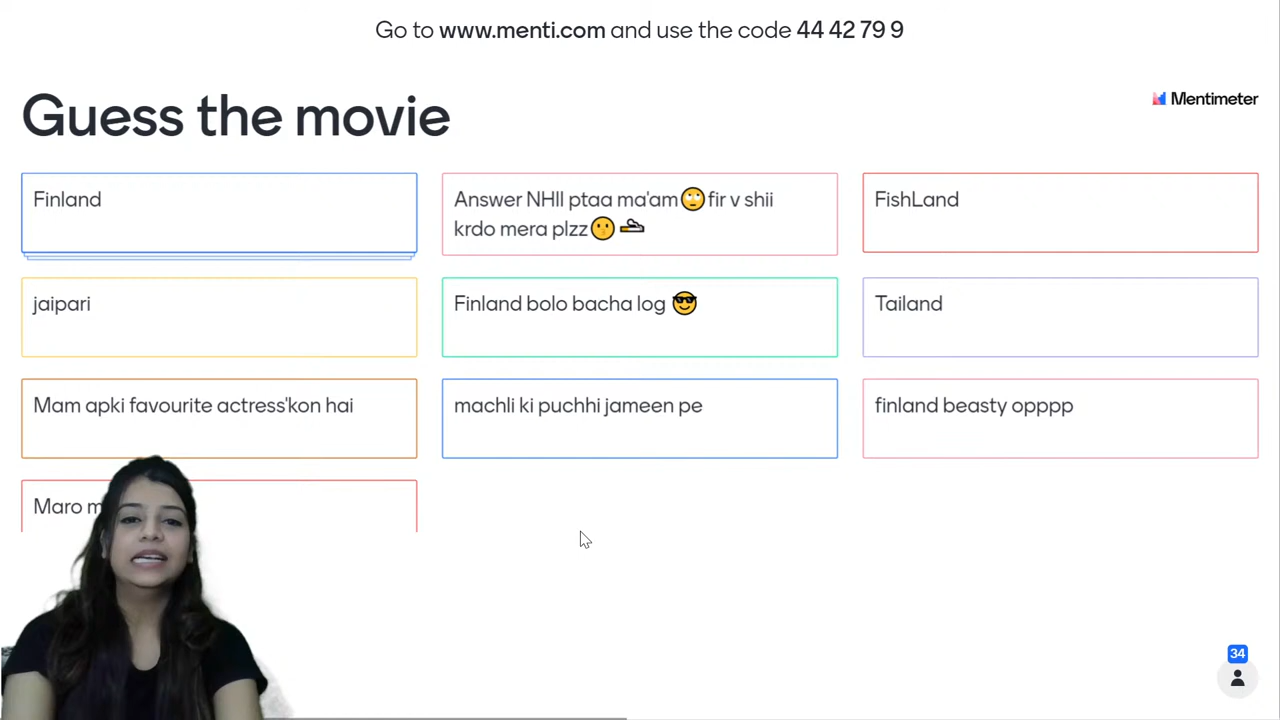 Go to www.menti.com and use the code 44 42 79 9
Guess the movie
Mentimeter
Finland
Answer NHII ptaa ma'am🙄fir v shii
krdo mera plzz😗🚬
FishLand
jaipari
Finland bolo bacha log 😎
Tailand
Mam apki favourite actress'kon hai
machli ki puchhi jameen pe
finland beasty opppp
Maro
34